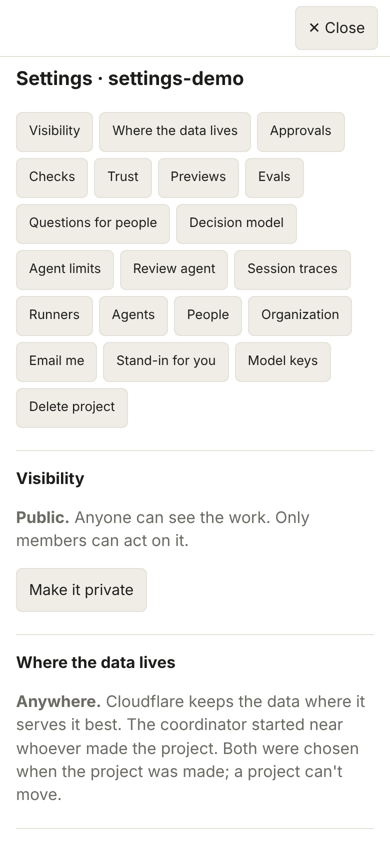 ✕ Close
Settings · settings-demo
Visibility
Where the data lives
Approvals
Checks
Trust
Previews
Evals
Questions for people
Decision model
Agent limits
Review agent
Session traces
Runners
Agents
People
Organization
Email me
Stand-in for you
Model keys
Delete project
Visibility
Public. Anyone can see the work. Only
members can act on it.
Make it private
Where the data lives
Anywhere. Cloudflare keeps the data where it
serves it best. The coordinator started near
whoever made the project. Both were chosen
when the project was made; a project can't
move.